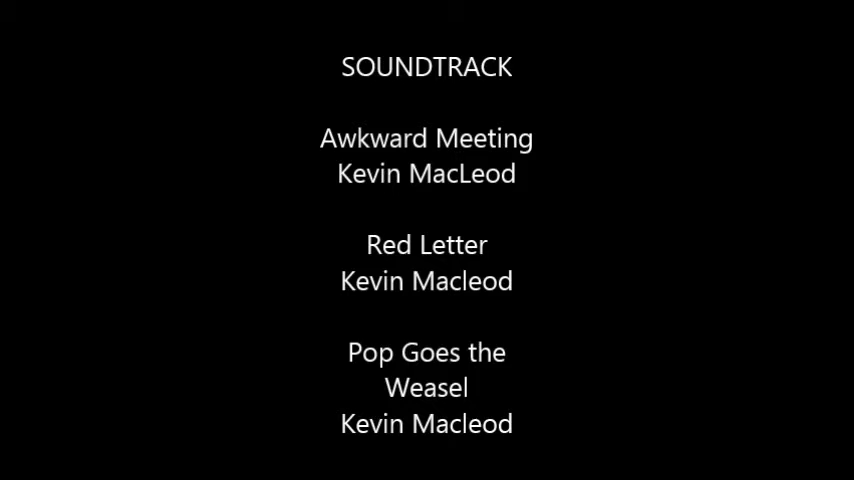 SOUNDTRACK
Awkward Meeting
Kevin MacLeod
Red Letter
Kevin Macleod
Pop Goes the
Weasel
Kevin Macleod